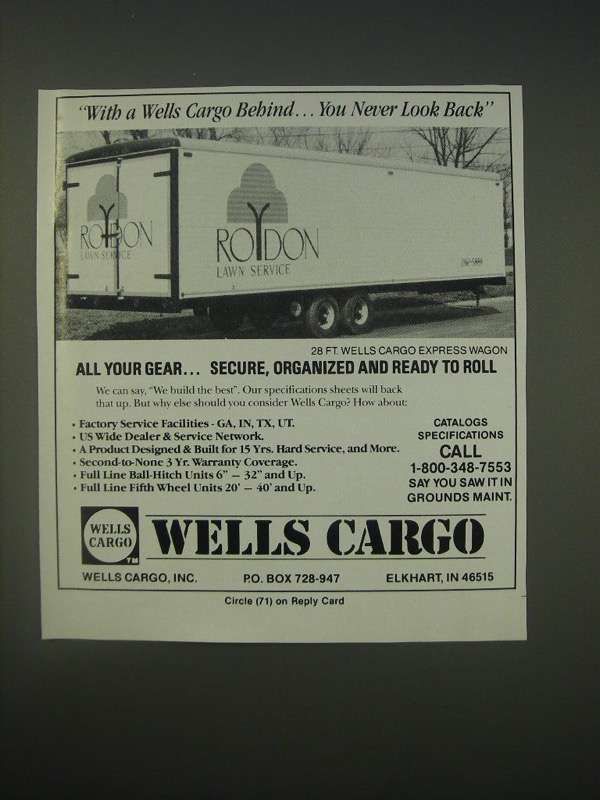 "With a Wells Cargo Behind... You Never Look Back"
ROYDON
LAWN SERVICE
ROYDON
LAWN SERVICE
28 FT. WELLS CARGO EXPRESS WAGON
ALL YOUR GEAR... SECURE, ORGANIZED AND READY TO ROLL
We can say, "We build the best". Our specifications sheets will back
that up. But why else should you consider Wells Cargo? How about:
• Factory Service Facilities - GA, IN, TX, UT.
• US Wide Dealer & Service Network.
• A Product Designed & Built for 15 Yrs. Hard Service, and More.
• Second-to-None 3 Yr. Warranty Coverage.
• Full Line Ball-Hitch Units 6" – 32" and Up.
• Full Line Fifth Wheel Units 20' – 40' and Up.
CATALOGS
SPECIFICATIONS
CALL
1-800-348-7553
SAY YOU SAW IT IN
GROUNDS MAINT.
WELLS
CARGO
TM
WELLS CARGO
WELLS CARGO, INC. P.O. BOX 728-947 ELKHART, IN 46515
Circle (71) on Reply Card